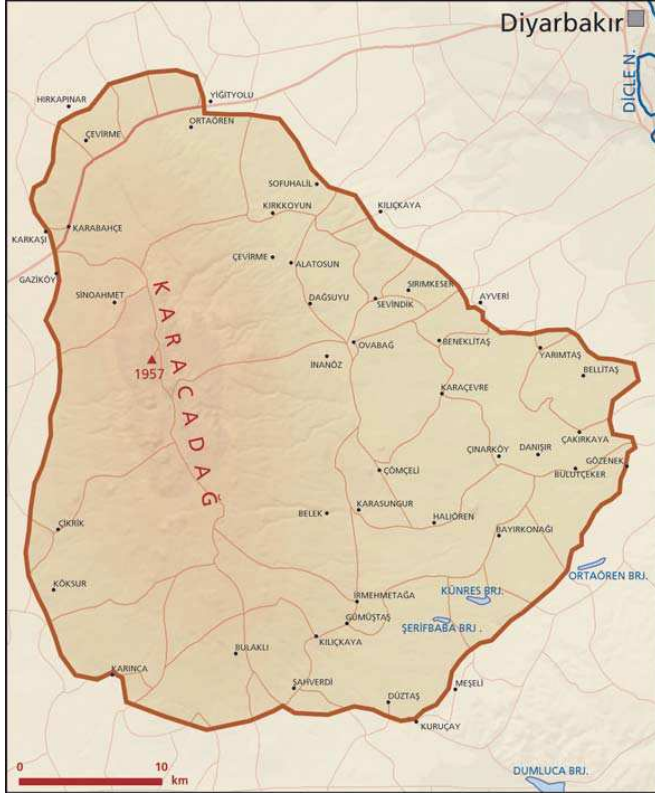 Diyarbakır
DİCLE N.
HIRKAPINAR
YİĞİTYOLU
ORTAÖREN
ÇEVİRME
SOFUHALİL
KIRKKOYUN
KILIÇKAYA
KARABAHÇE
KARKAŞI
ÇEVİRME
ALATOSUN
GAZİKÖY
SİNOAHMET
SIRIMKESER
DAĞSUYU
SEVİNDİK
AYVERİ
KARACADAĞ
OVABAĞ
BENEKLİTAŞ
YARIMTAŞ
İNANÖZ
1957
BELLİTAŞ
KARAÇEVRE
ÇAKIRKAYA
ÇINARKÖY
DANIŞIR
GÖZENEK
ÇÖMÇELİ
BULUTÇEKER
KARASUNGUR
BELEK
HALIÖREN
ÇIKRIK
BAYIRKONAĞI
ORTAÖREN BRJ.
KÖKSUR
KÜNRES BRJ.
İRMEHMETAĞA
GÜMÜŞTAŞ
ŞERİFBABA BRJ .
KILIÇKAYA
BULAKLI
KARINCA
ŞAHVERDİ
MEŞELİ
DÜZTAŞ
KURUÇAY
0 10
km
DUMLUCA BRJ.